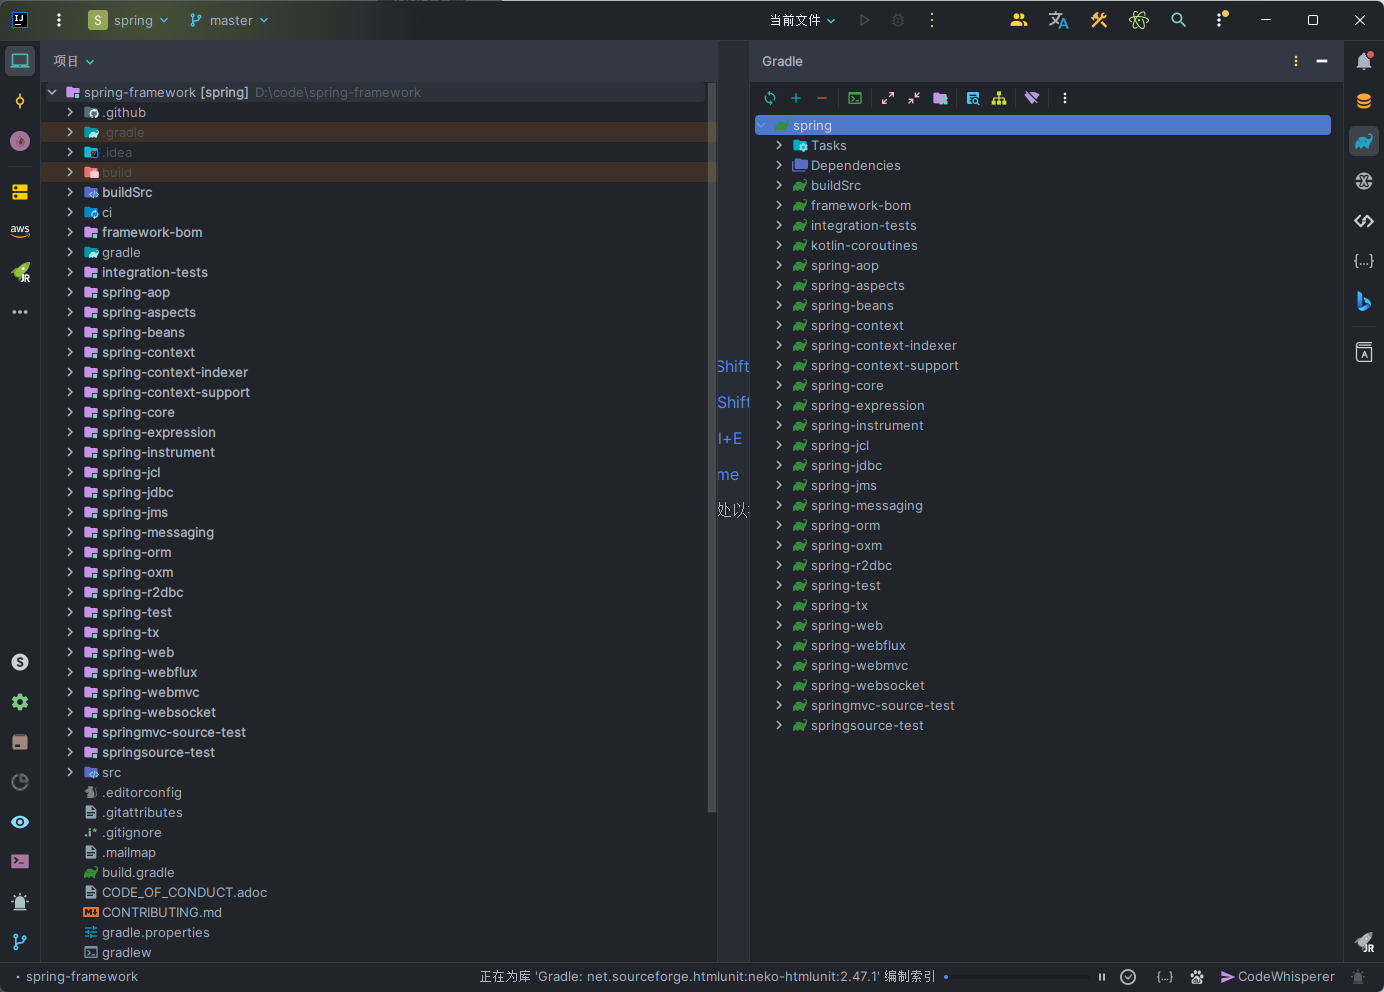 spring
master
当前文件
项目
Gradle
spring-framework [spring] D:\code\spring-framework
.github
.gradle
.idea
build
buildSrc
ci
framework-bom
gradle
integration-tests
spring-aop
spring-aspects
spring-beans
spring-context
spring-context-indexer
spring-context-support
spring-core
spring-expression
spring-instrument
spring-jcl
spring-jdbc
spring-jms
spring-messaging
spring-orm
spring-oxm
spring-r2dbc
spring-test
spring-tx
spring-web
spring-webflux
spring-webmvc
spring-websocket
springmvc-source-test
springsource-test
src
.editorconfig
.gitattributes
.gitignore
.mailmap
build.gradle
CODE_OF_CONDUCT.adoc
CONTRIBUTING.md
gradle.properties
gradlew
Shift
Shift
l+E
me
处以
spring
Tasks
Dependencies
buildSrc
framework-bom
integration-tests
kotlin-coroutines
spring-aop
spring-aspects
spring-beans
spring-context
spring-context-indexer
spring-context-support
spring-core
spring-expression
spring-instrument
spring-jcl
spring-jdbc
spring-jms
spring-messaging
spring-orm
spring-oxm
spring-r2dbc
spring-test
spring-tx
spring-web
spring-webflux
spring-webmvc
spring-websocket
springmvc-source-test
springsource-test
spring-framework
正在为库 'Gradle: net.sourceforge.htmlunit:neko-htmlunit:2.47.1' 编制索引
CodeWhisperer